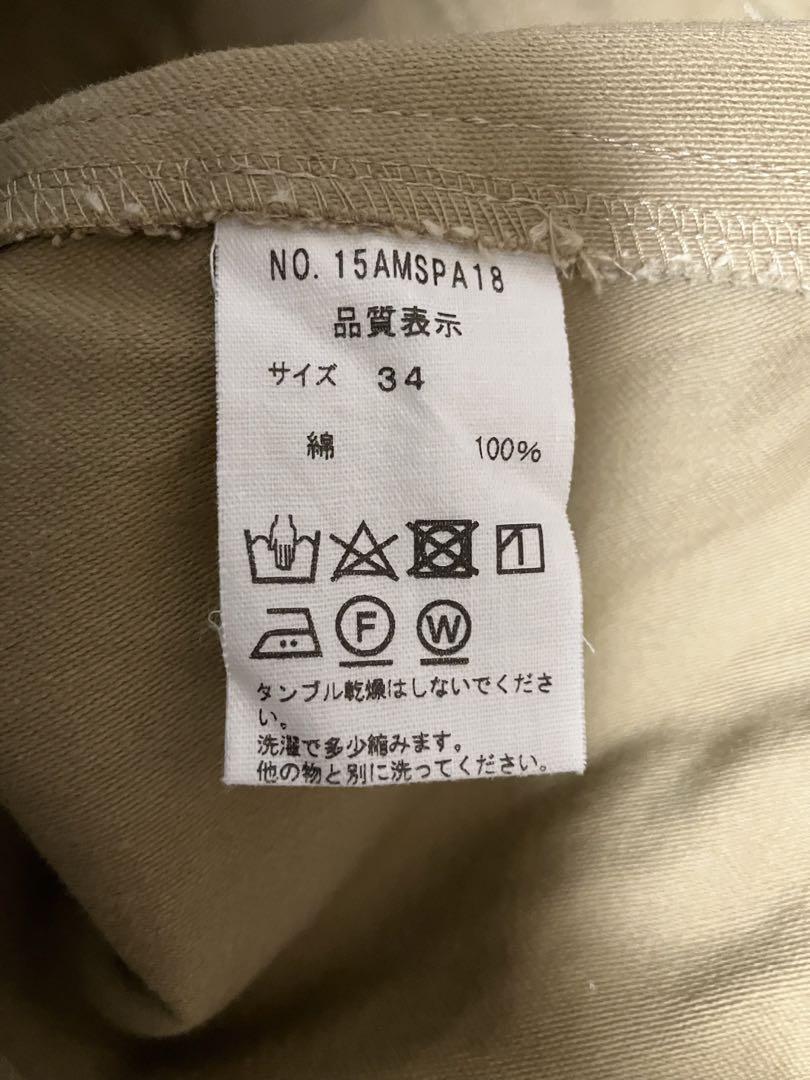 NO. 15AMSPA18
品質表示
サイズ 34
綿 100%
F W
タンブル乾燥はしないでくださ
い。
洗濯で多少縮みます。
他の物と別に洗ってください。